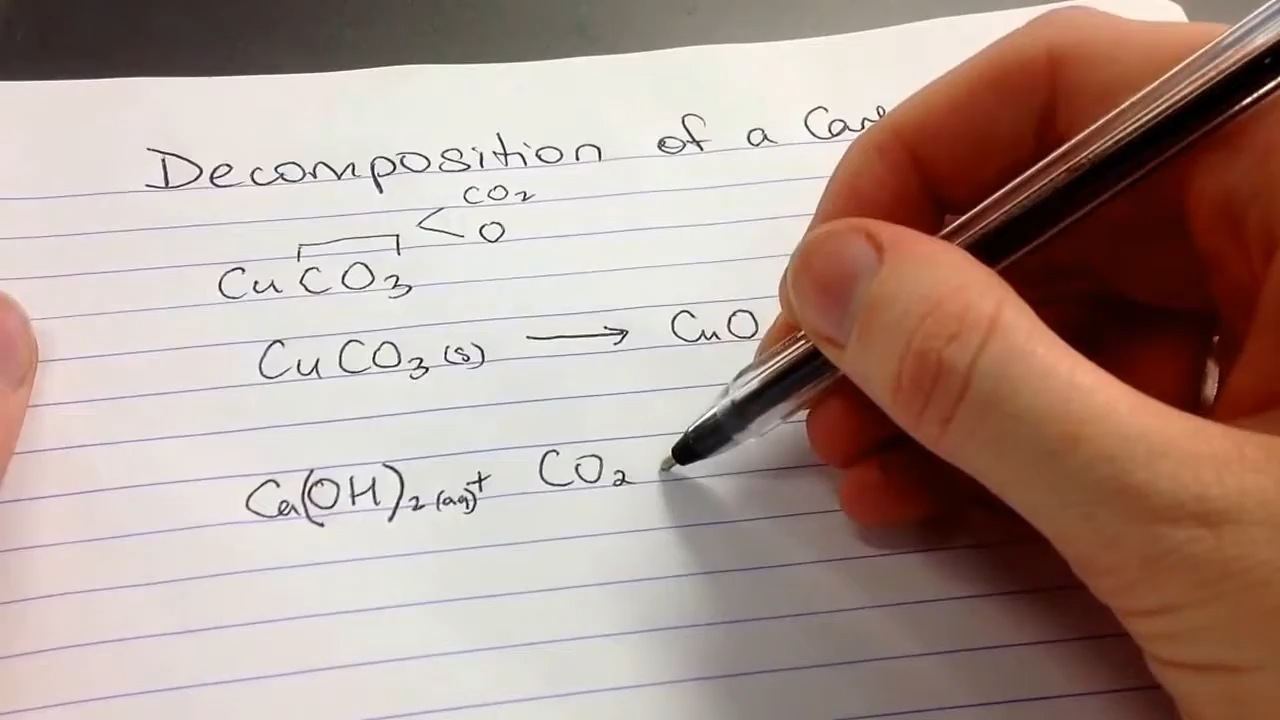 Decomposition of a Car
CO2
O
CuCO3
CuCO3(s) → CuO
Ca(OH)2(aq)+ CO2